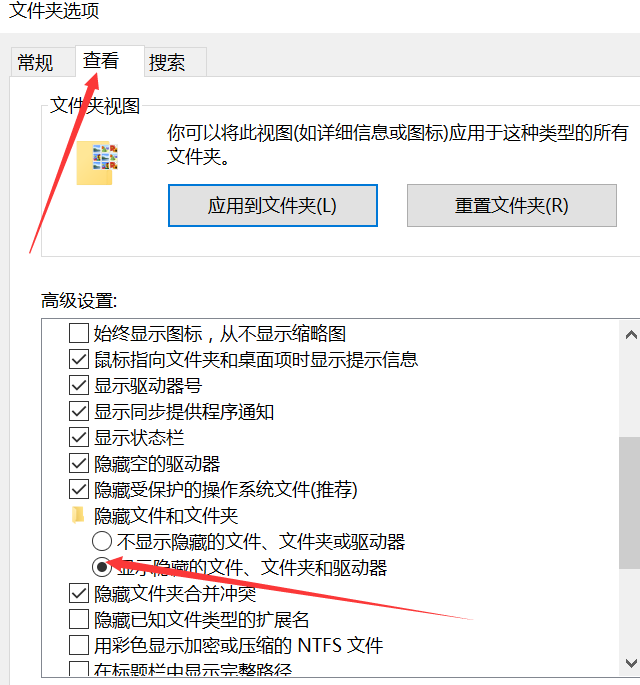 文件夹选项
常规
查看
搜索
文件夹视图
你可以将此视图(如详细信息或图标)应用于这种类型的所有
文件夹。
应用到文件夹(L)
重置文件夹(R)
高级设置:
始终显示图标，从不显示缩略图
鼠标指向文件夹和桌面项时显示提示信息
显示驱动器号
显示同步提供程序通知
显示状态栏
隐藏空的驱动器
隐藏受保护的操作系统文件(推荐)
隐藏文件和文件夹
不显示隐藏的文件、文件夹或驱动器
显示隐藏的文件、文件夹和驱动器
隐藏文件夹合并冲突
隐藏已知文件类型的扩展名
用彩色显示加密或压缩的 NTFS 文件
在标题栏中显示完整路径